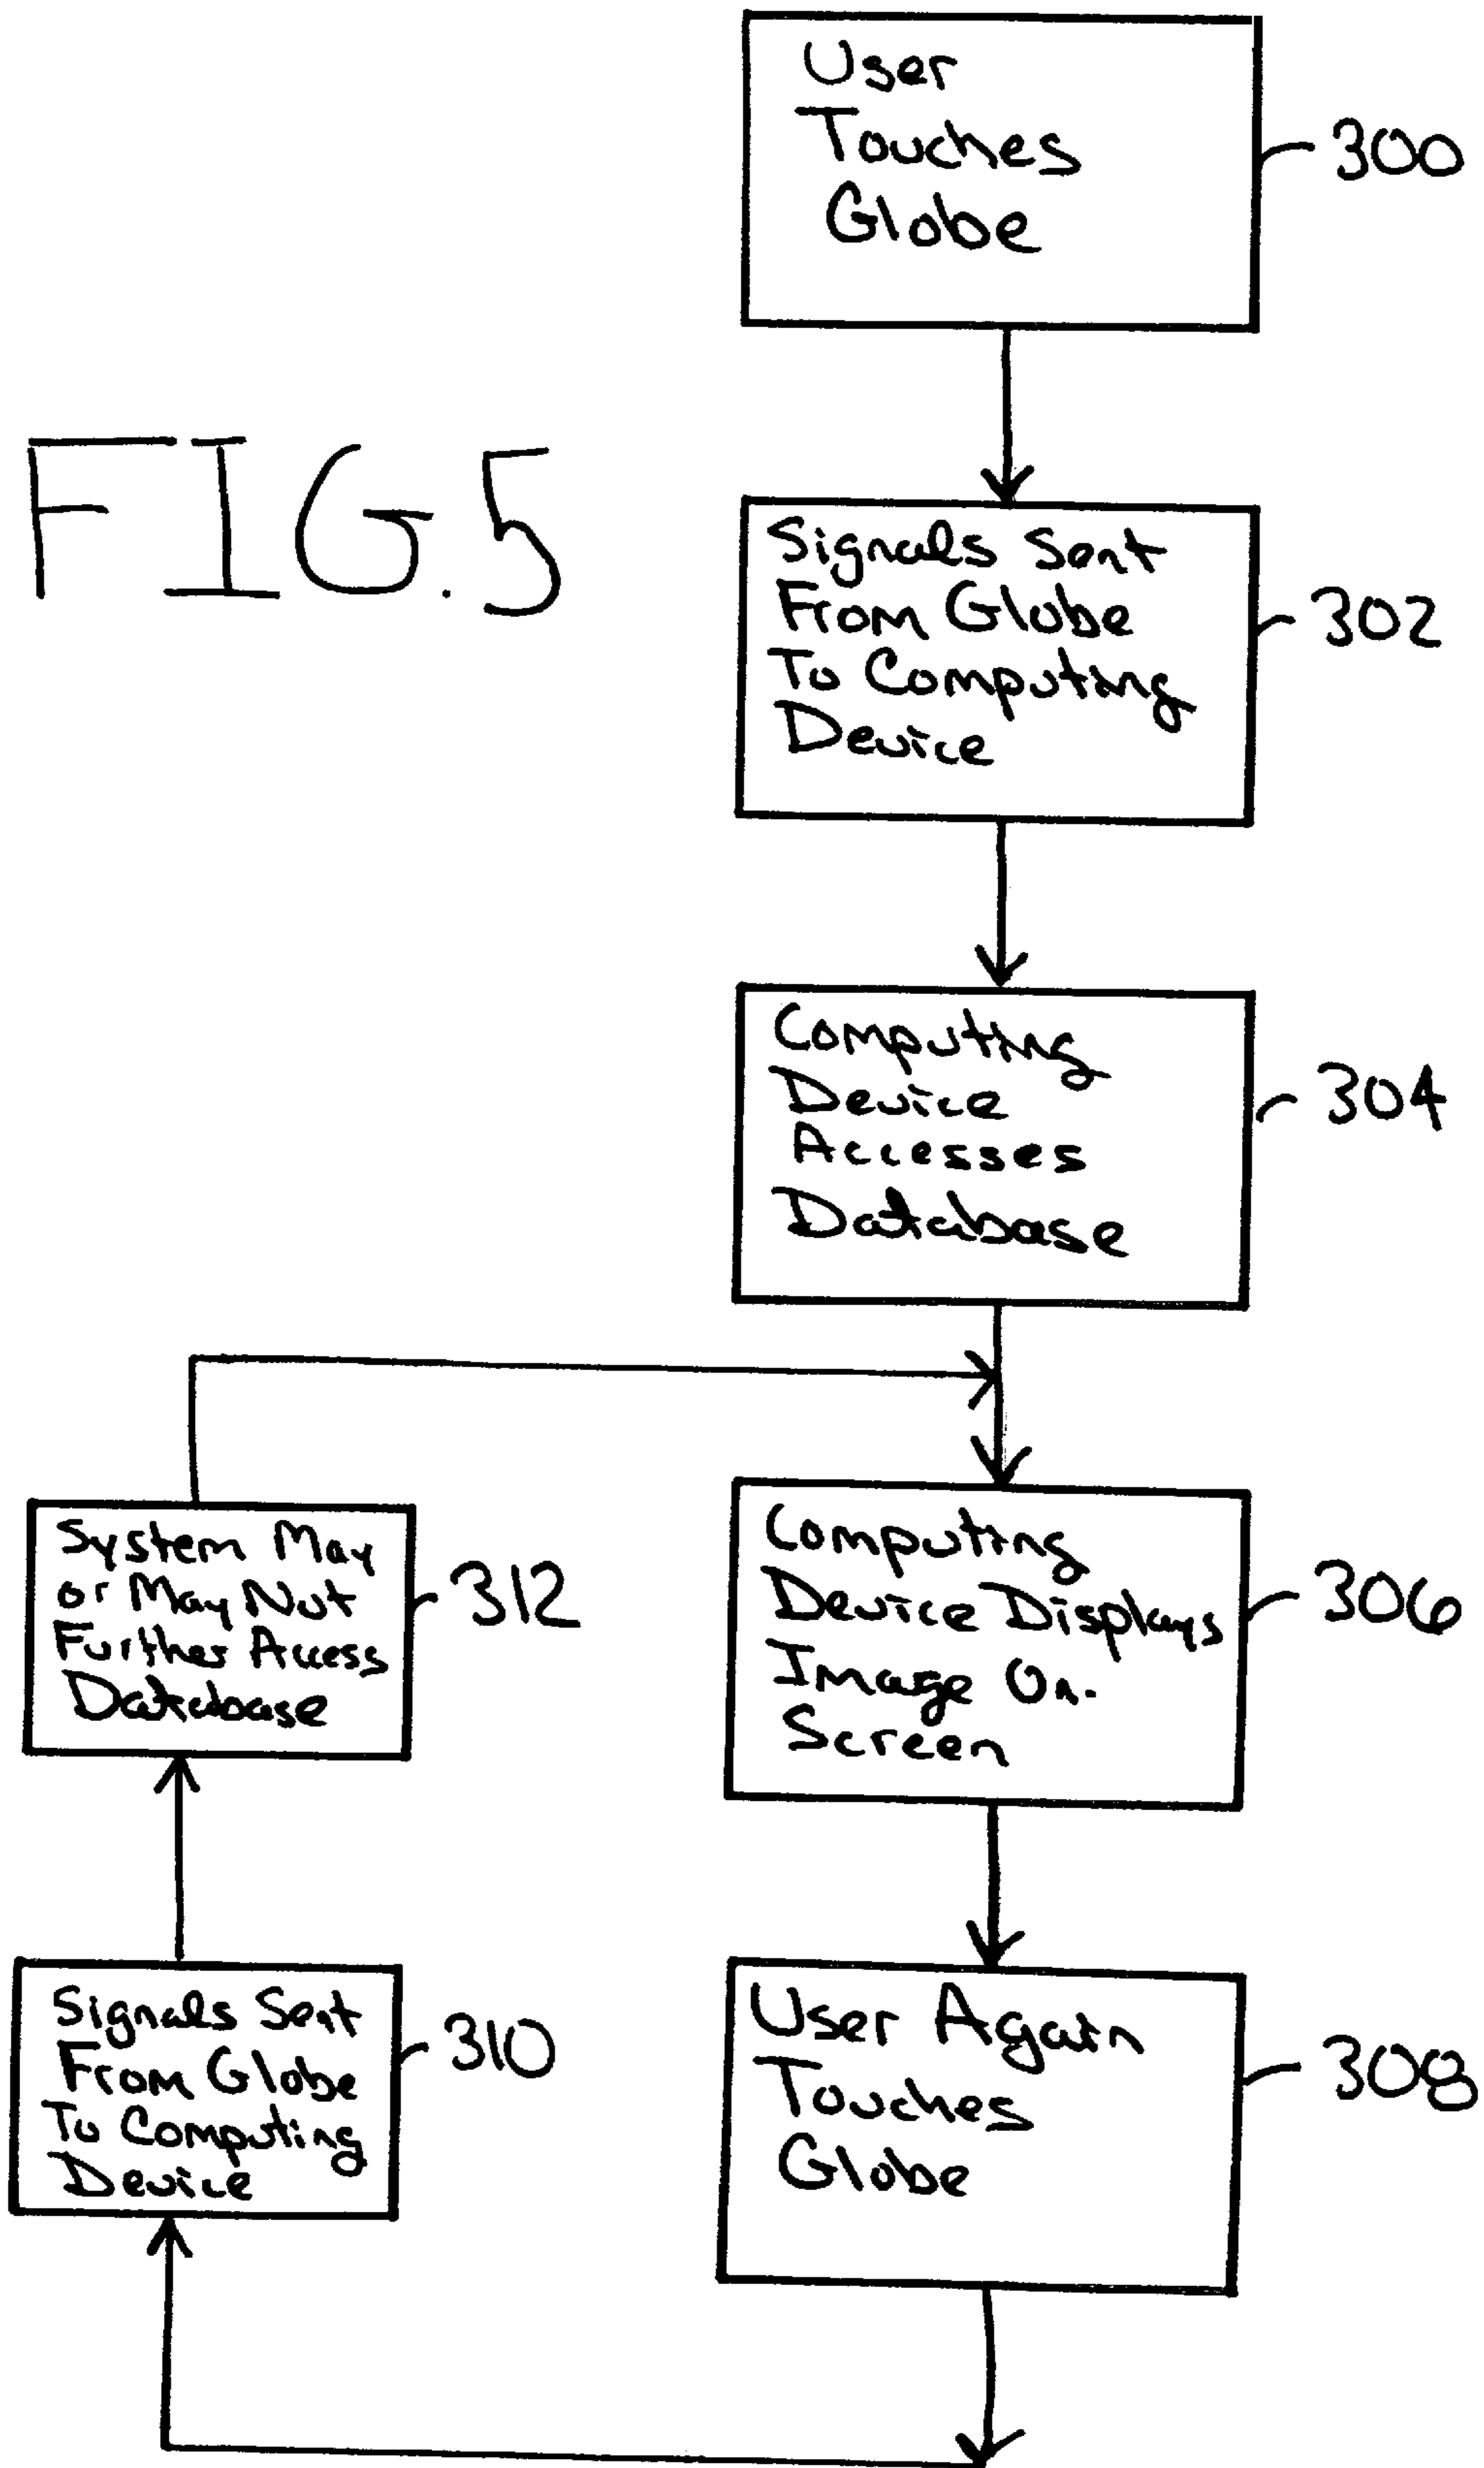 User
Touches
Globe
300
FIG.5
Signals Sent
From Globe
To Computing
Device
302
Computing
Device
Accesses
Database
304
System May
or May Not
Further Access
Database
312
Computing
Device Displays
Image On.
Screen
306
Signals Sent
From Globe
To Computing
Device
310
User Again
Touches
Globe
308